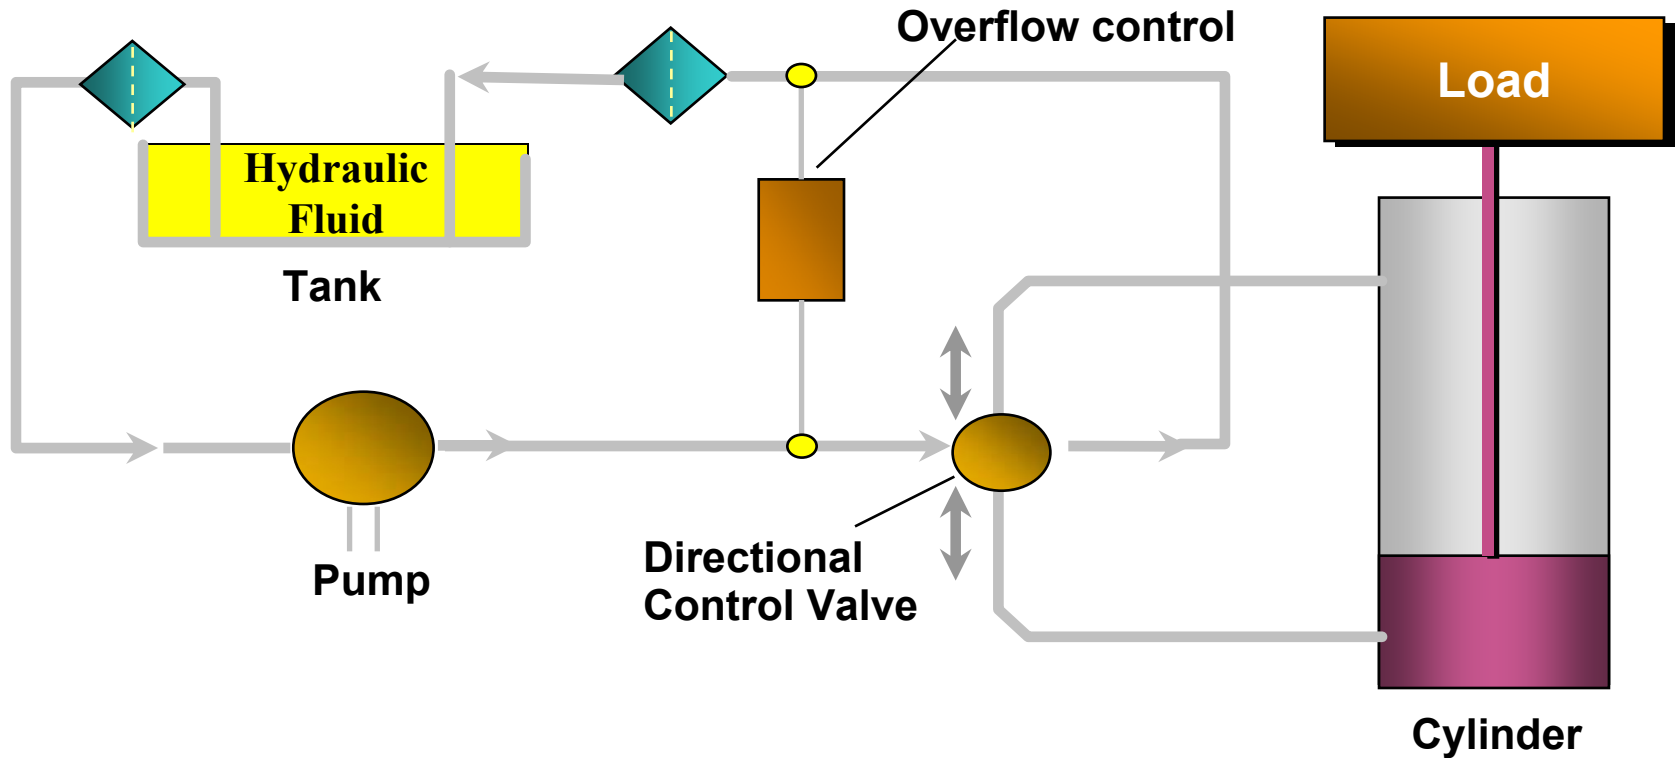 Overflow control
Load
Hydraulic
Fluid
Tank
Directional
Control Valve
Pump
Cylinder